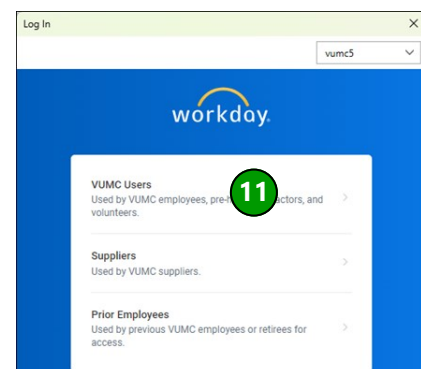 Log In
vumc5
workday.
VUMC Users
Used by VUMC employees, pre-h 11 actors, and
volunteers.
Suppliers
Used by VUMC suppliers.
Prior Employees
Used by previous VUMC employees or retirees for
access.